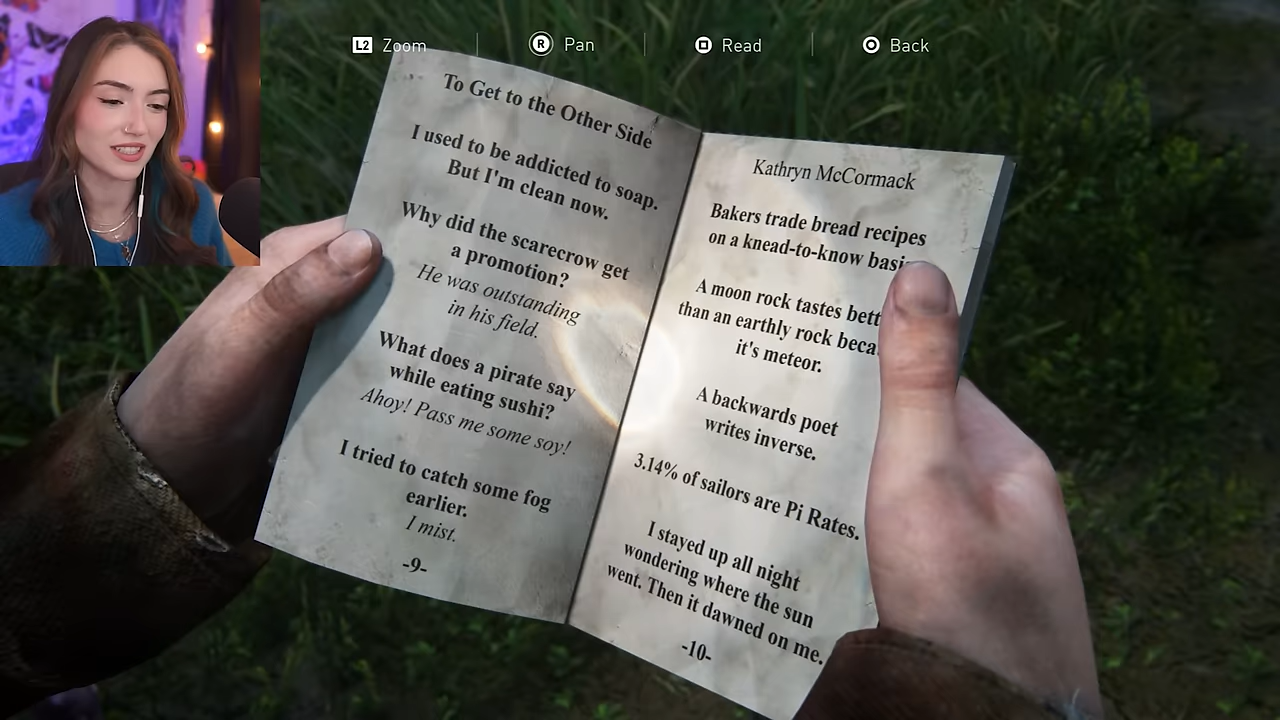 L2 Zoom
R Pan
Read
Back
To Get to the Other Side
I used to be addicted to soap.
But I'm clean now.
Why did the scarecrow get
a promotion?
He was outstanding
in his field.
What does a pirate say
while eating sushi?
Ahoy! Pass me some soy!
I tried to catch some fog
earlier.
I mist.
-9-
Kathryn McCormack
Bakers trade bread recipes
on a knead-to-know
A moon rock tastes
than an earthly rock
it's meteor.
A backwards poet
writes inverse.
3.14% of sailors are Pi Rates.
I stayed up all night
wondering where the sun
went. Then it dawned on me.
-10-